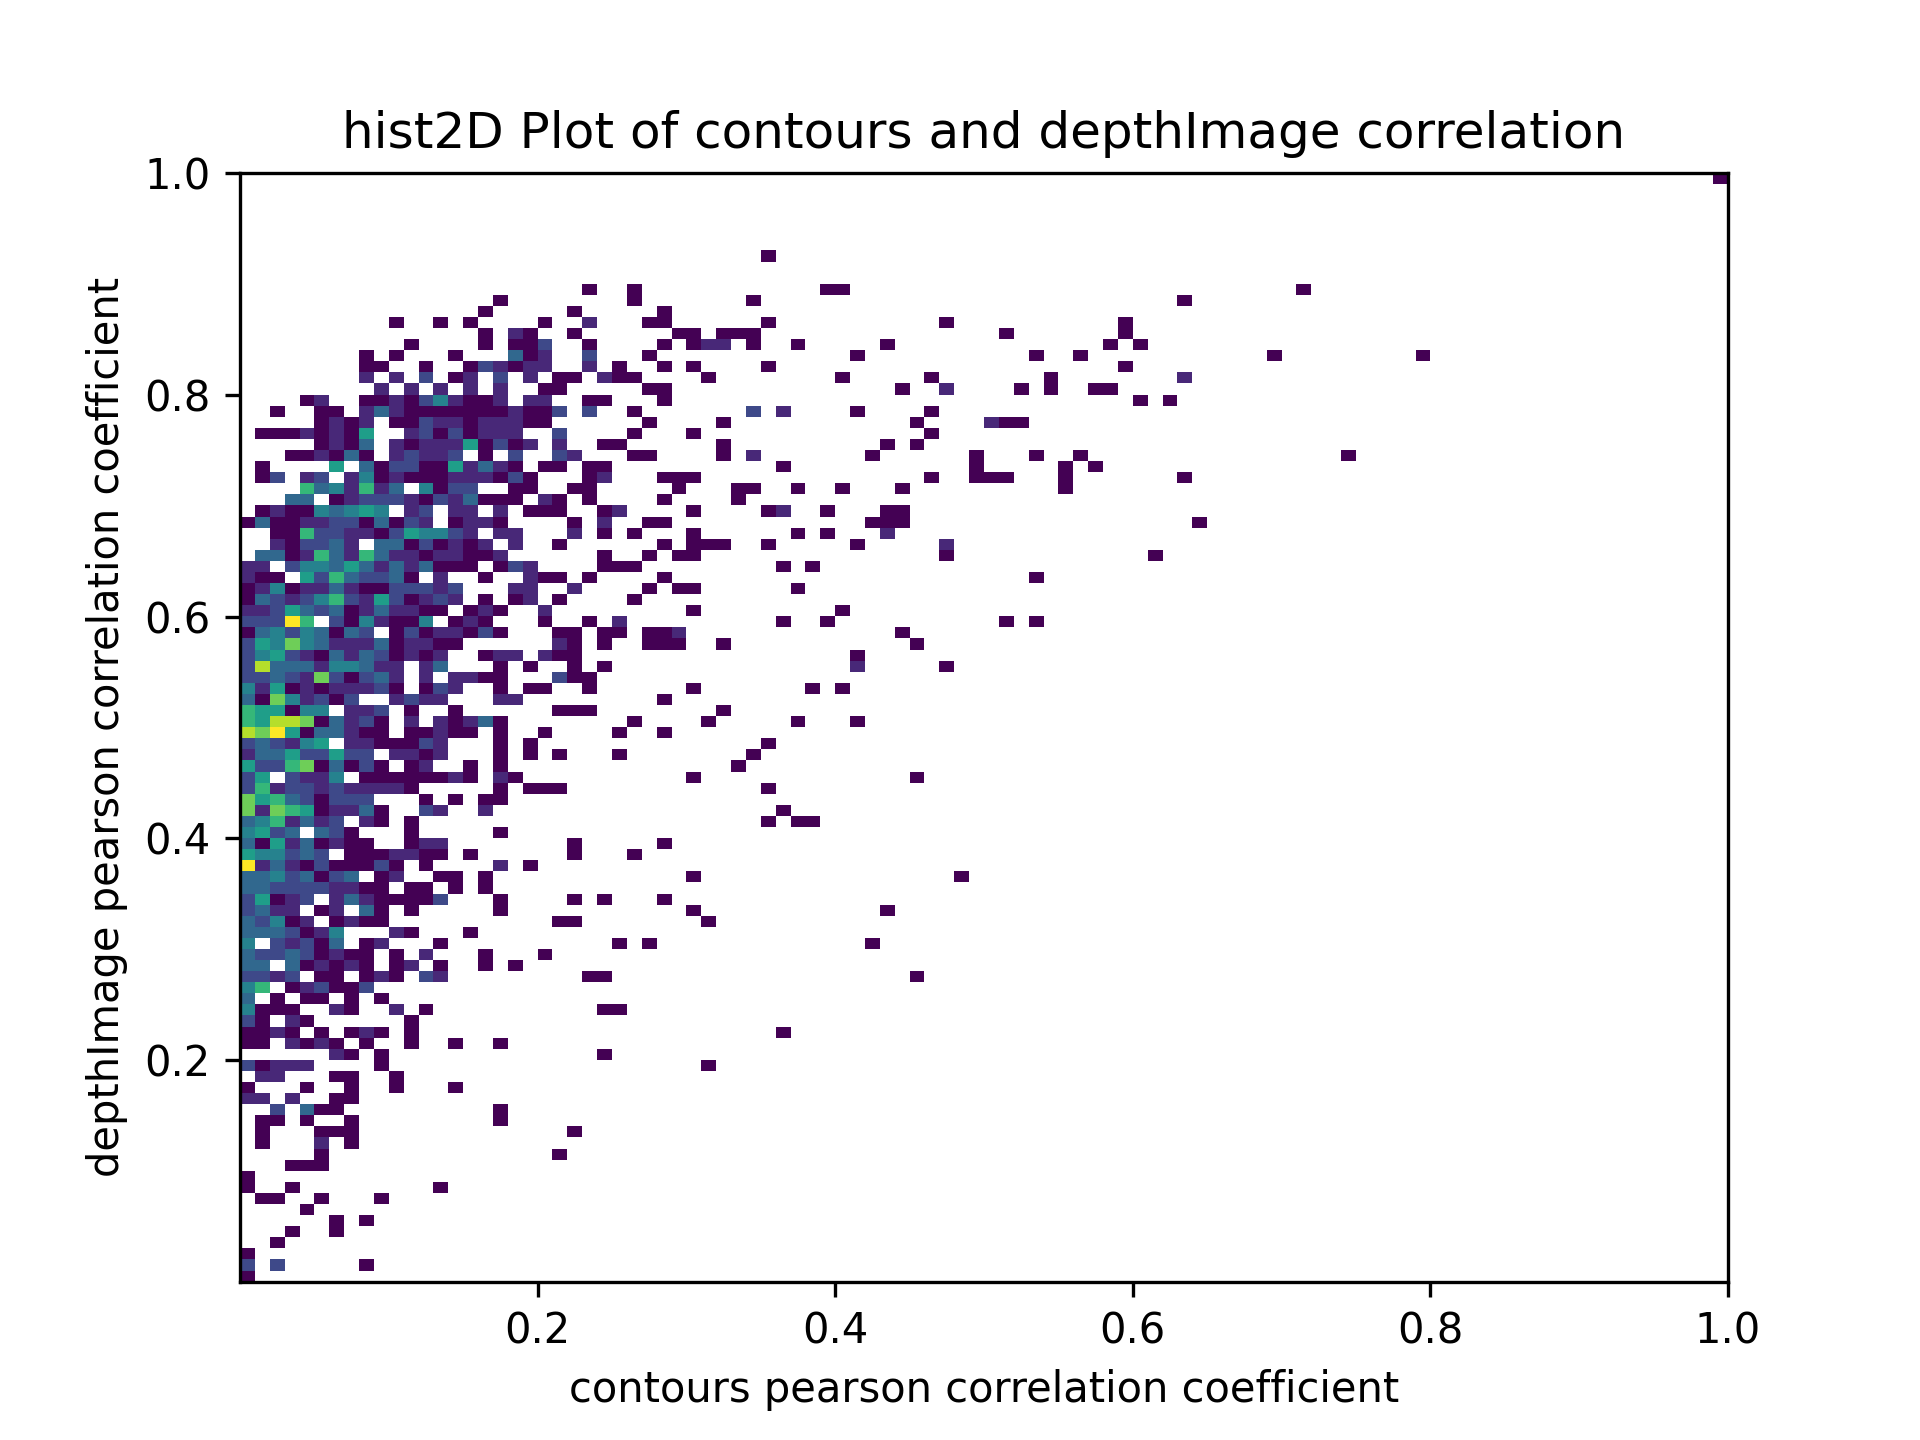 hist2D Plot of contours and depthImage correlation
1.0
0.8
0.6
0.4
0.2
depthImage pearson correlation coefficient
0.2 0.4 0.6 0.8 1.0
contours pearson correlation coefficient